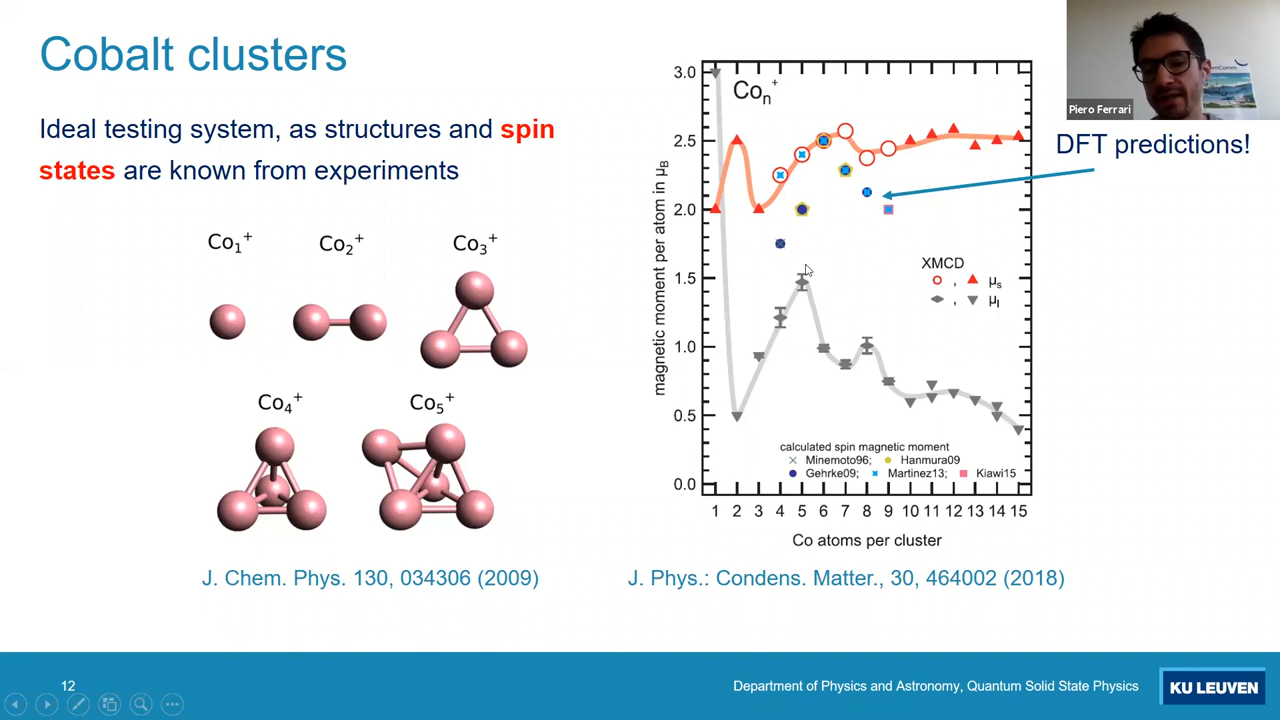 Cobalt clusters
Ideal testing system, as structures and spin
states are known from experiments
Co1+
Co2+
Co3+
Co4+
Co5+
J. Chem. Phys. 130, 034306 (2009)
3.0
2.5
2.0
1.5
1.0
0.5
0.0
magnetic moment per atom in μB
Con+
XMCD
, μs
, μl
calculated spin magnetic moment
Minemoto96; Hanmura09
Gehrke09; Martinez13; Kiawi15
1 2 3 4 5 6 7 8 9 10 11 12 13 14 15
Co atoms per cluster
J. Phys.: Condens. Matter., 30, 464002 (2018)
Piero Ferrari
DFT predictions!
12
Department of Physics and Astronomy, Quantum Solid State Physics
KU LEUVEN